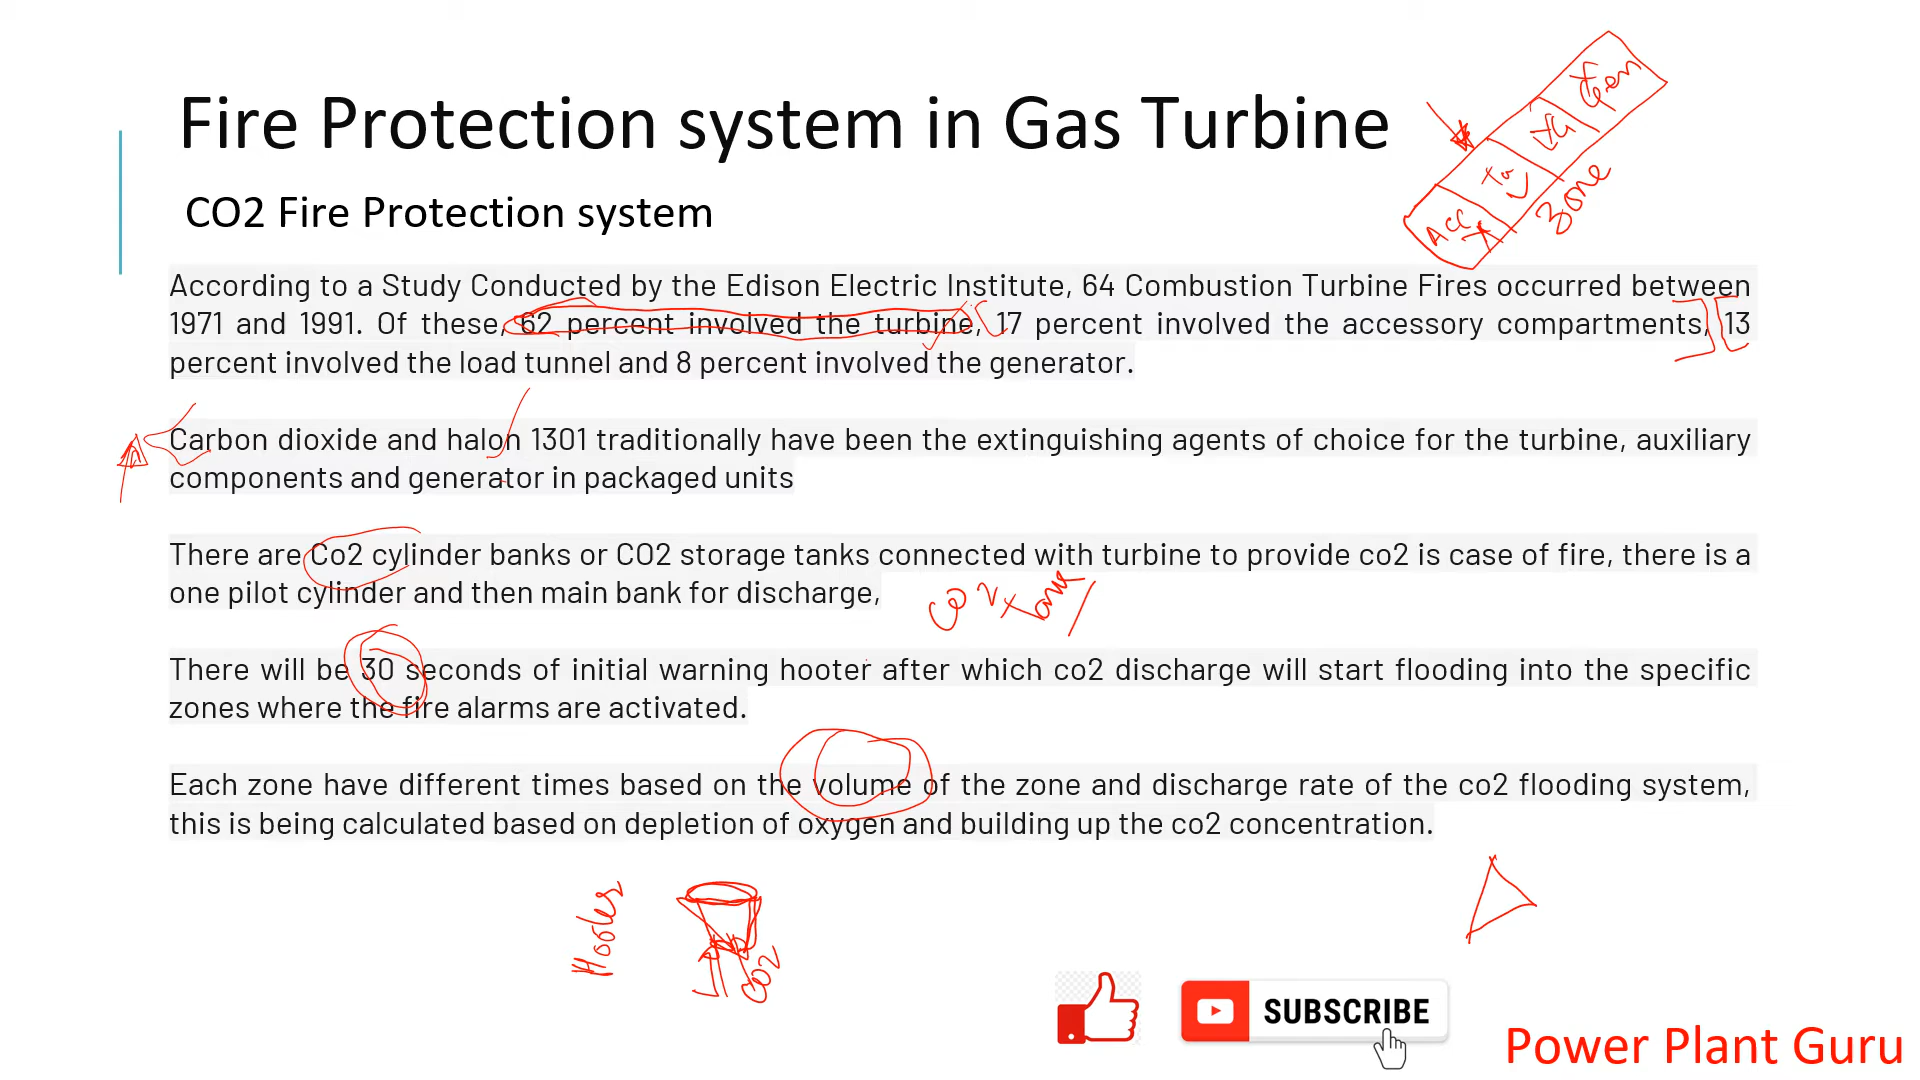 Fire Protection system in Gas Turbine
CO2 Fire Protection system
Gen
Acc
Zone
According to a Study Conducted by the Edison Electric Institute, 64 Combustion Turbine Fires occurred between
1971 and 1991. Of these, 62 percent involved the turbine, 17 percent involved the accessory compartments, 13
percent involved the load tunnel and 8 percent involved the generator.
Carbon dioxide and halon 1301 traditionally have been the extinguishing agents of choice for the turbine, auxiliary
components and generator in packaged units
There are Co2 cylinder banks or CO2 storage tanks connected with turbine to provide co2 is case of fire, there is a
one pilot cylinder and then main bank for discharge,
CO2 Tank
There will be 30 seconds of initial warning hooter after which co2 discharge will start flooding into the specific
zones where the fire alarms are activated.
Each zone have different times based on the volume of the zone and discharge rate of the co2 flooding system,
this is being calculated based on depletion of oxygen and building up the co2 concentration.
Hooter
CO2
SUBSCRIBE
Power Plant Guru